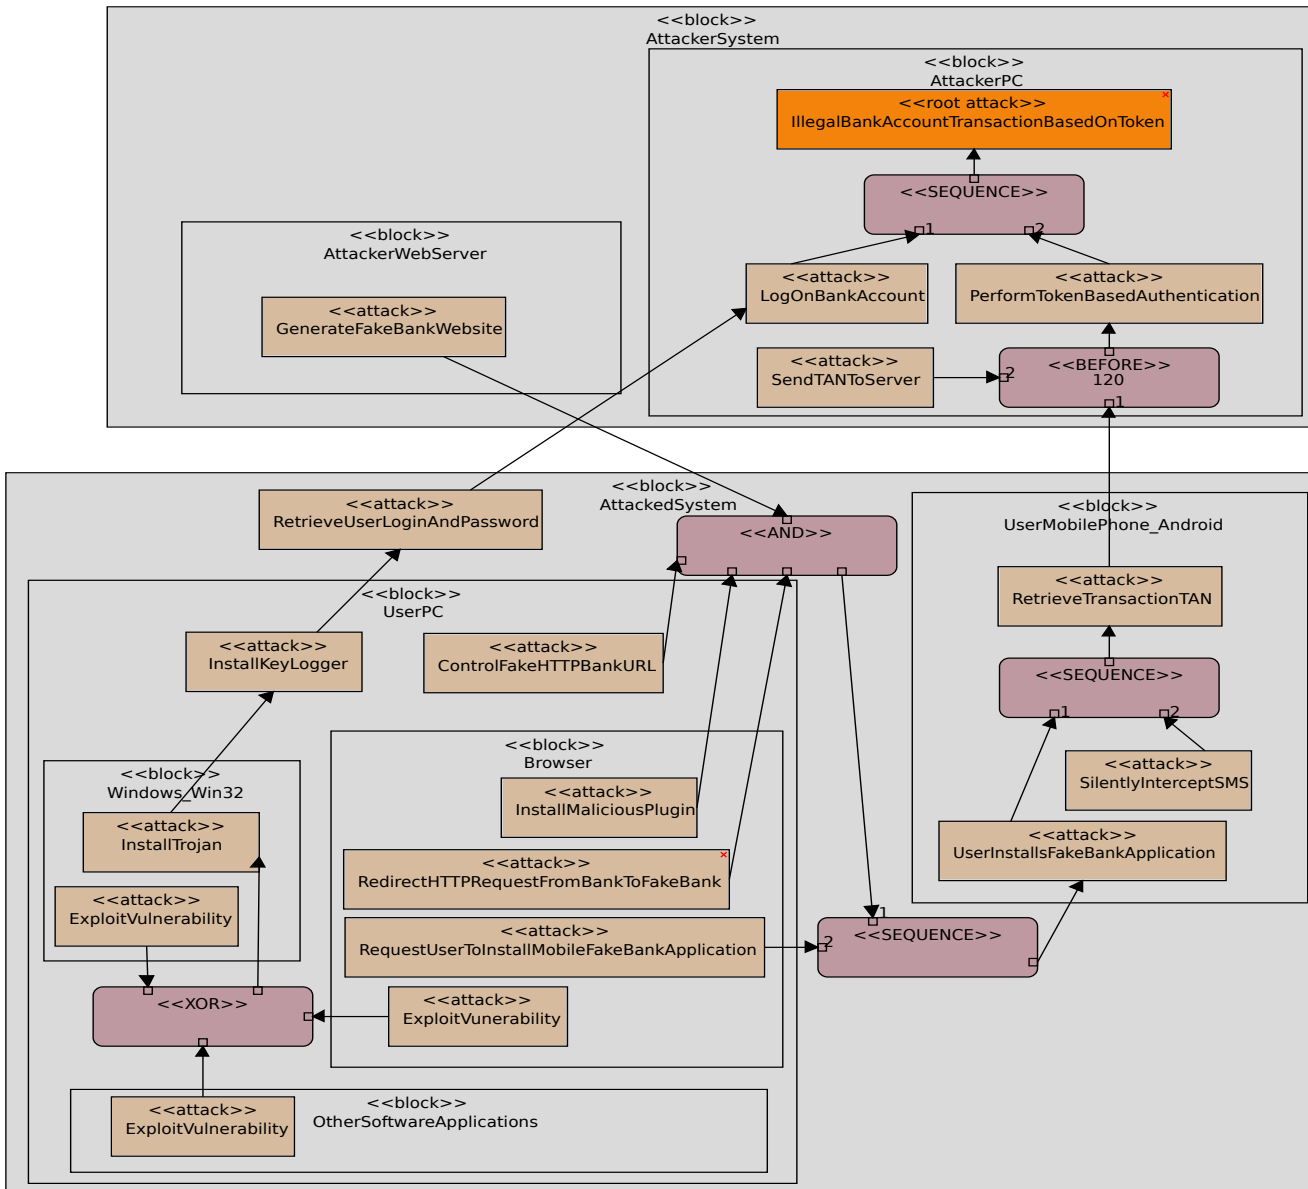 <<block>>
AttackerSystem
<<block>>
AttackerPC
<<root attack>>
IllegalBankAccountTransactionBasedOnToken
<<SEQUENCE>>
1
2
<<block>>
AttackerWebServer
<<attack>>
GenerateFakeBankWebsite
<<attack>>
LogOnBankAccount
<<attack>>
PerformTokenBasedAuthentication
<<attack>>
SendTANToServer
<<BEFORE>>
120
2
1
<<block>>
AttackedSystem
<<attack>>
RetrieveUserLoginAndPassword
<<AND>>
<<block>>
UserMobilePhone_Android
<<attack>>
RetrieveTransactionTAN
<<SEQUENCE>>
1
2
<<attack>>
SilentlyInterceptSMS
<<attack>>
UserInstallsFakeBankApplication
<<block>>
UserPC
<<attack>>
InstallKeyLogger
<<attack>>
ControlFakeHTTPBankURL
<<block>>
Browser
<<attack>>
InstallMaliciousPlugin
<<attack>>
RedirectHTTPRequestFromBankToFakeBank
<<attack>>
RequestUserToInstallMobileFakeBankApplication
<<attack>>
ExploitVunerability
1
2
<<SEQUENCE>>
<<block>>
Windows_Win32
<<attack>>
InstallTrojan
<<attack>>
ExploitVulnerability
<<XOR>>
<<block>>
OtherSoftwareApplications
<<attack>>
ExploitVulnerability